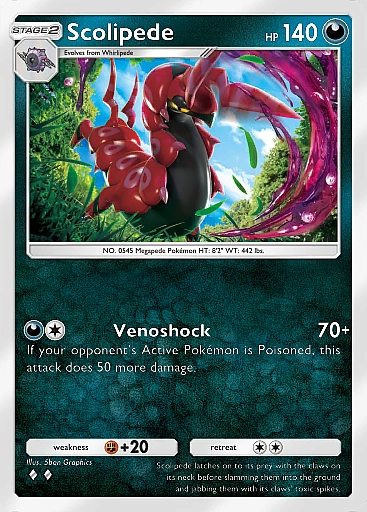 STAGE2 Scolipede HP 140
Evolves from Whirlipede
NO. 0545 Megapede Pokémon HT: 8'2" WT: 442 lbs.
Venoshock 70+
If your opponent's Active Pokémon is Poisoned, this
attack does 50 more damage.
weakness +20 retreat
Illus. 5ban Graphics
Scolipede latches on to its prey with the claws on
its neck before slamming them into the ground
and jabbing them with its claws' toxic spikes.